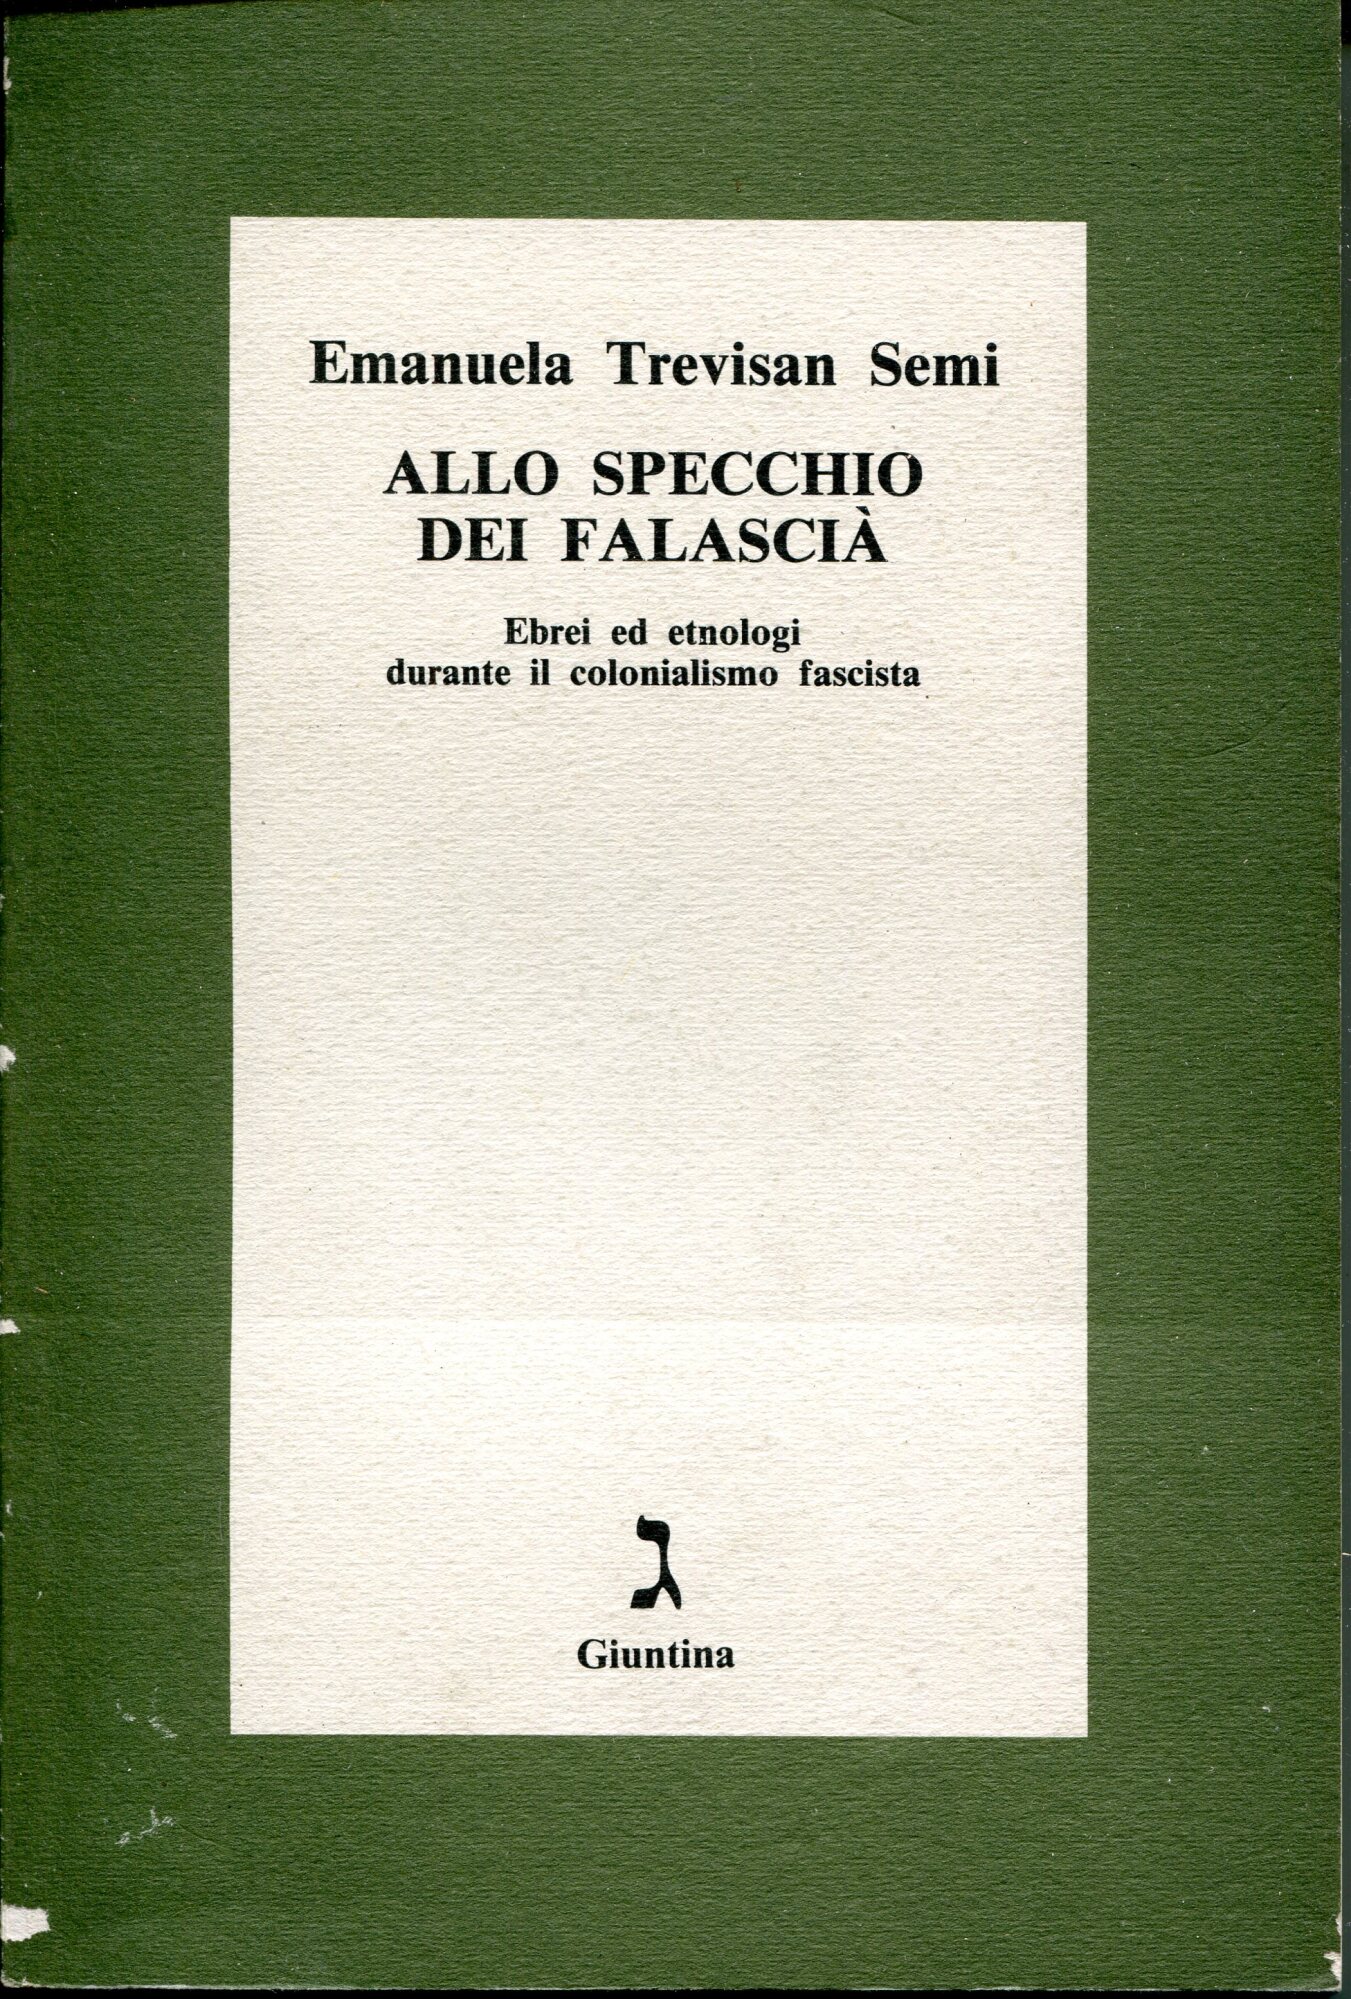 Emanuela Trevisan Semi
ALLO SPECCHIO
DEI FALASCIÀ
Ebrei ed etnologi
durante il colonialismo fascista
ג
Giuntina